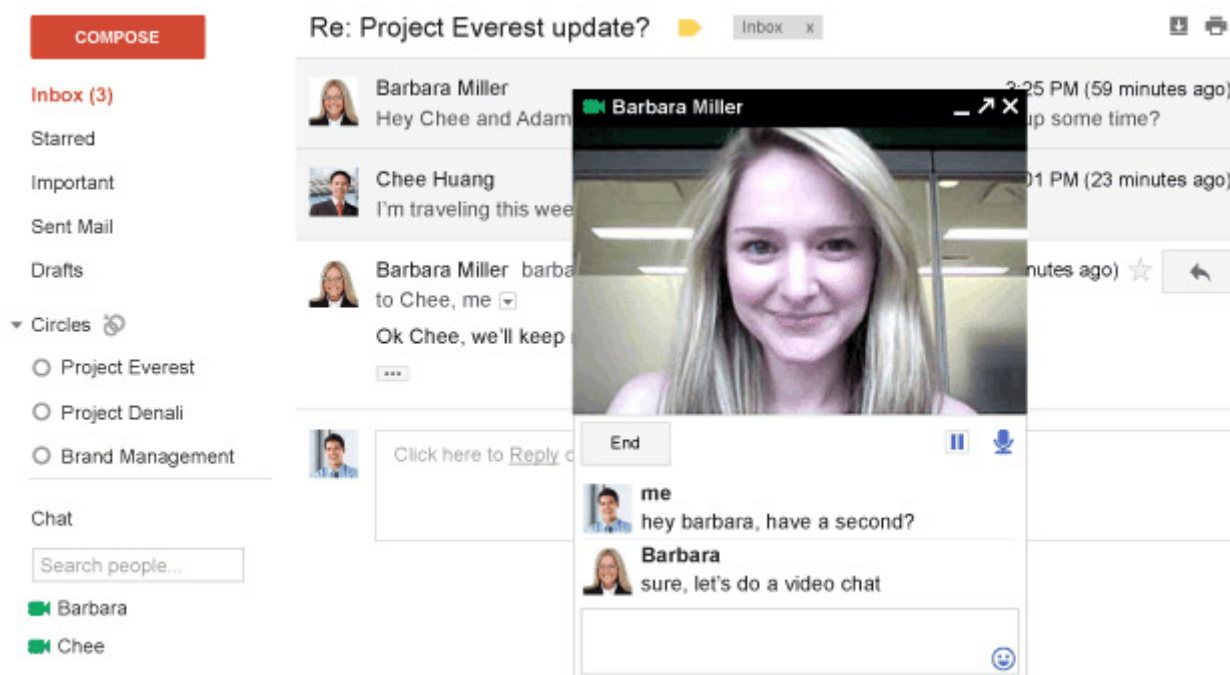 COMPOSE
Inbox (3)
Starred
Important
Sent Mail
Drafts
Circles
Project Everest
Project Denali
Brand Management
Chat
Search people...
Barbara
Chee
Re: Project Everest update?
Inbox x
Barbara Miller
3:25 PM (59 minutes ago)
Hey Chee and Adam
up some time?
Chee Huang
01 PM (23 minutes ago)
I'm traveling this wee
Barbara Miller barba
nutes ago)
to Chee, me
Ok Chee, we'll keep
...
Click here to Reply
Barbara Miller
End
me
hey barbara, have a second?
Barbara
sure, let's do a video chat